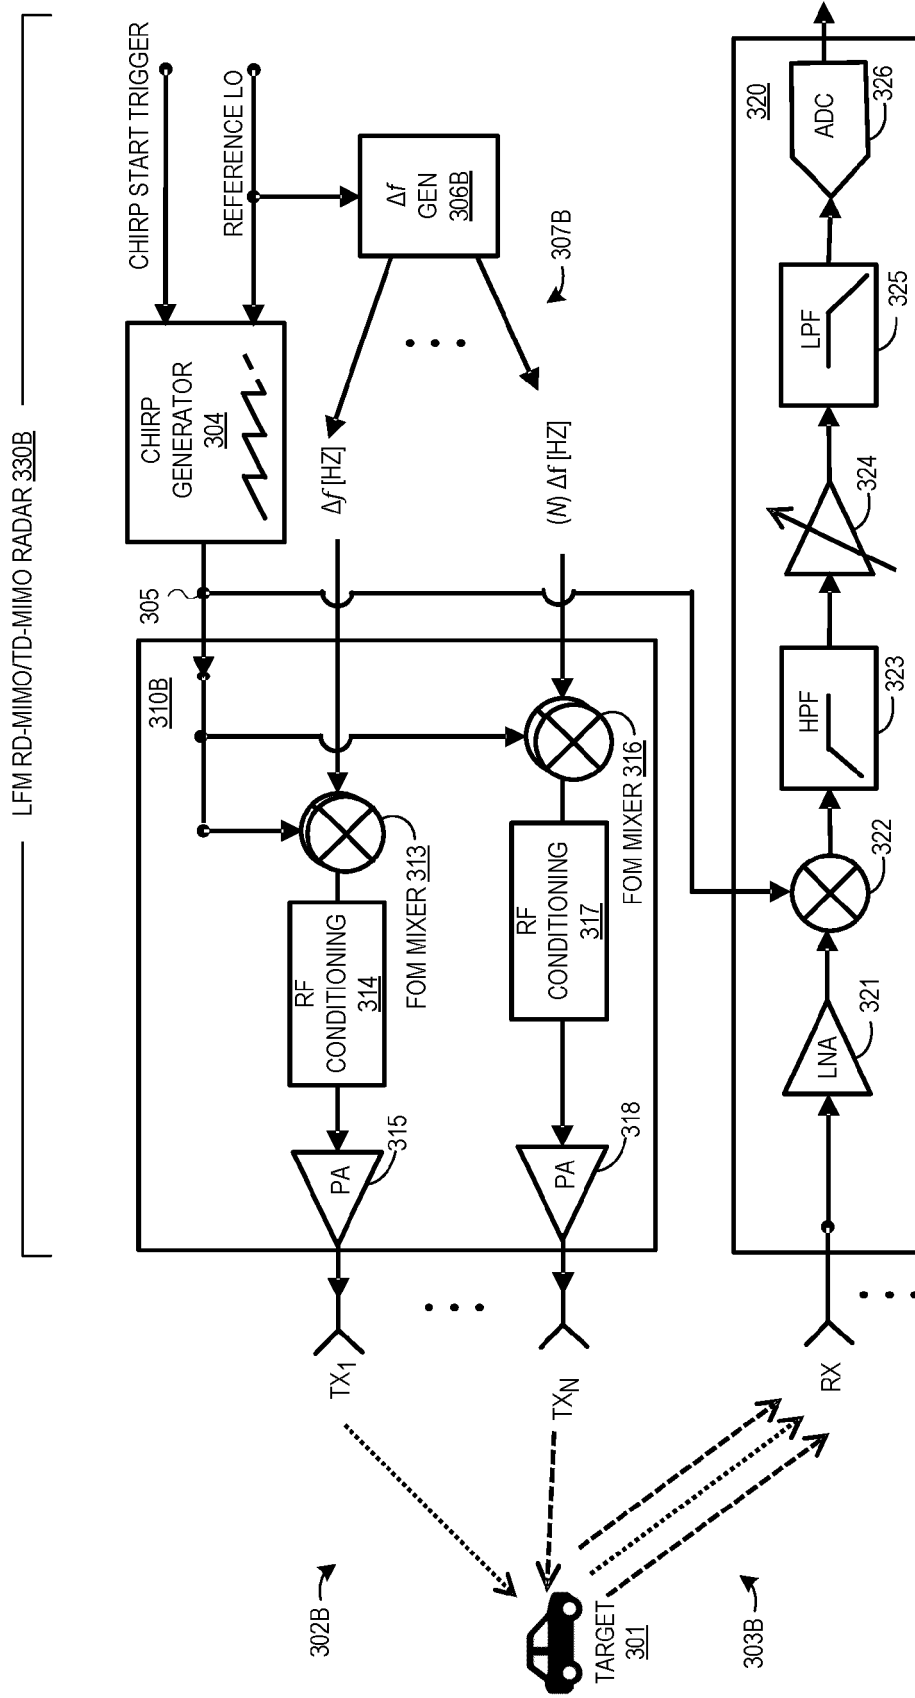 LFM RD-MIMO/TD-MIMO RADAR 330B
CHIRP START TRIGGER
REFERENCE LO
CHIRP
GENERATOR
304
Δf
GEN
306B
307B
305
Δf [HZ]
(N) Δf [HZ]
310B
FOM MIXER 313
FOM MIXER 316
RF
CONDITIONING
314
RF
CONDITIONING
317
PA
315
PA
318
TX1
TXN
302B
TARGET
301
303B
RX
LNA
321
322
HPF
323
324
LPF
325
ADC
326
320